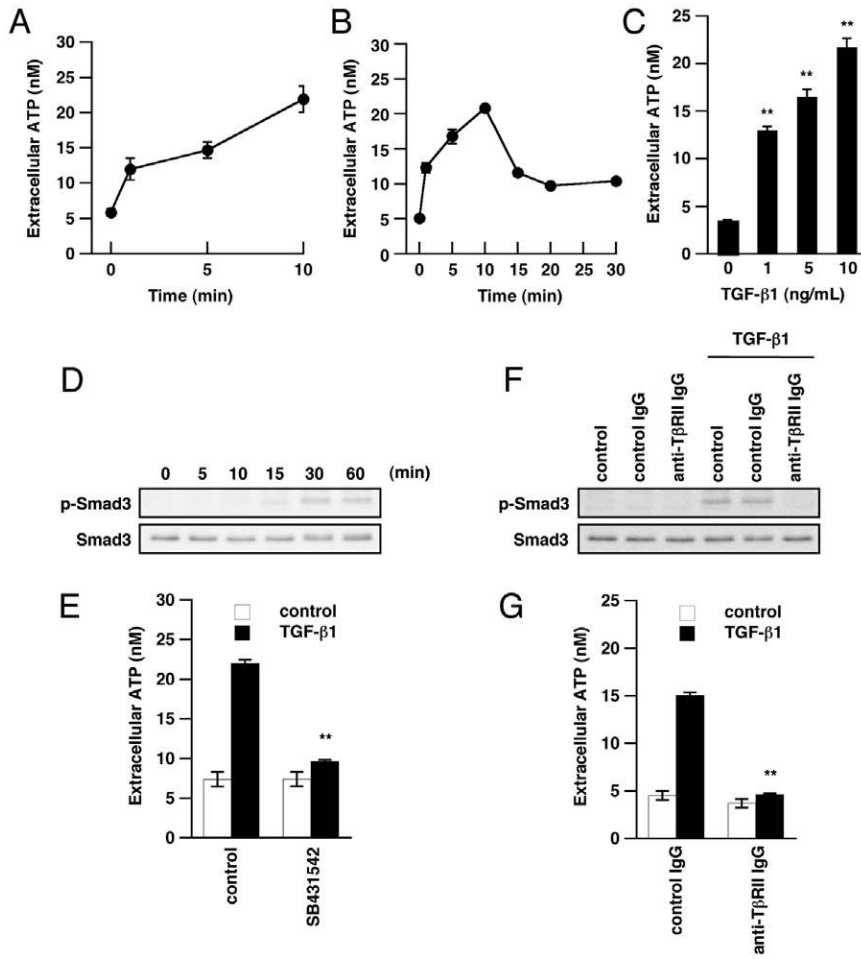 A
Extracellular ATP (nM)
30
25
20
15
10
5
0
0 5 10
Time (min)
B
Extracellular ATP (nM)
30
25
20
15
10
5
0
0 5 10 15 20 25 30
Time (min)
C
Extracellular ATP (nM)
25
20
15
10
5
0
**
**
**
0 1 5 10
TGF-β1 (ng/mL)
D
0 5 10 15 30 60 (min)
p-Smad3
Smad3
F
TGF-β1
control
control IgG
anti-TβRII IgG
control
control IgG
anti-TβRII IgG
p-Smad3
Smad3
E
control
TGF-β1
Extracellular ATP (nM)
30
25
20
15
10
5
0
**
control
SB431542
G
control
TGF-β1
Extracellular ATP (nM)
25
20
15
10
5
0
**
control IgG
anti-TβRII IgG